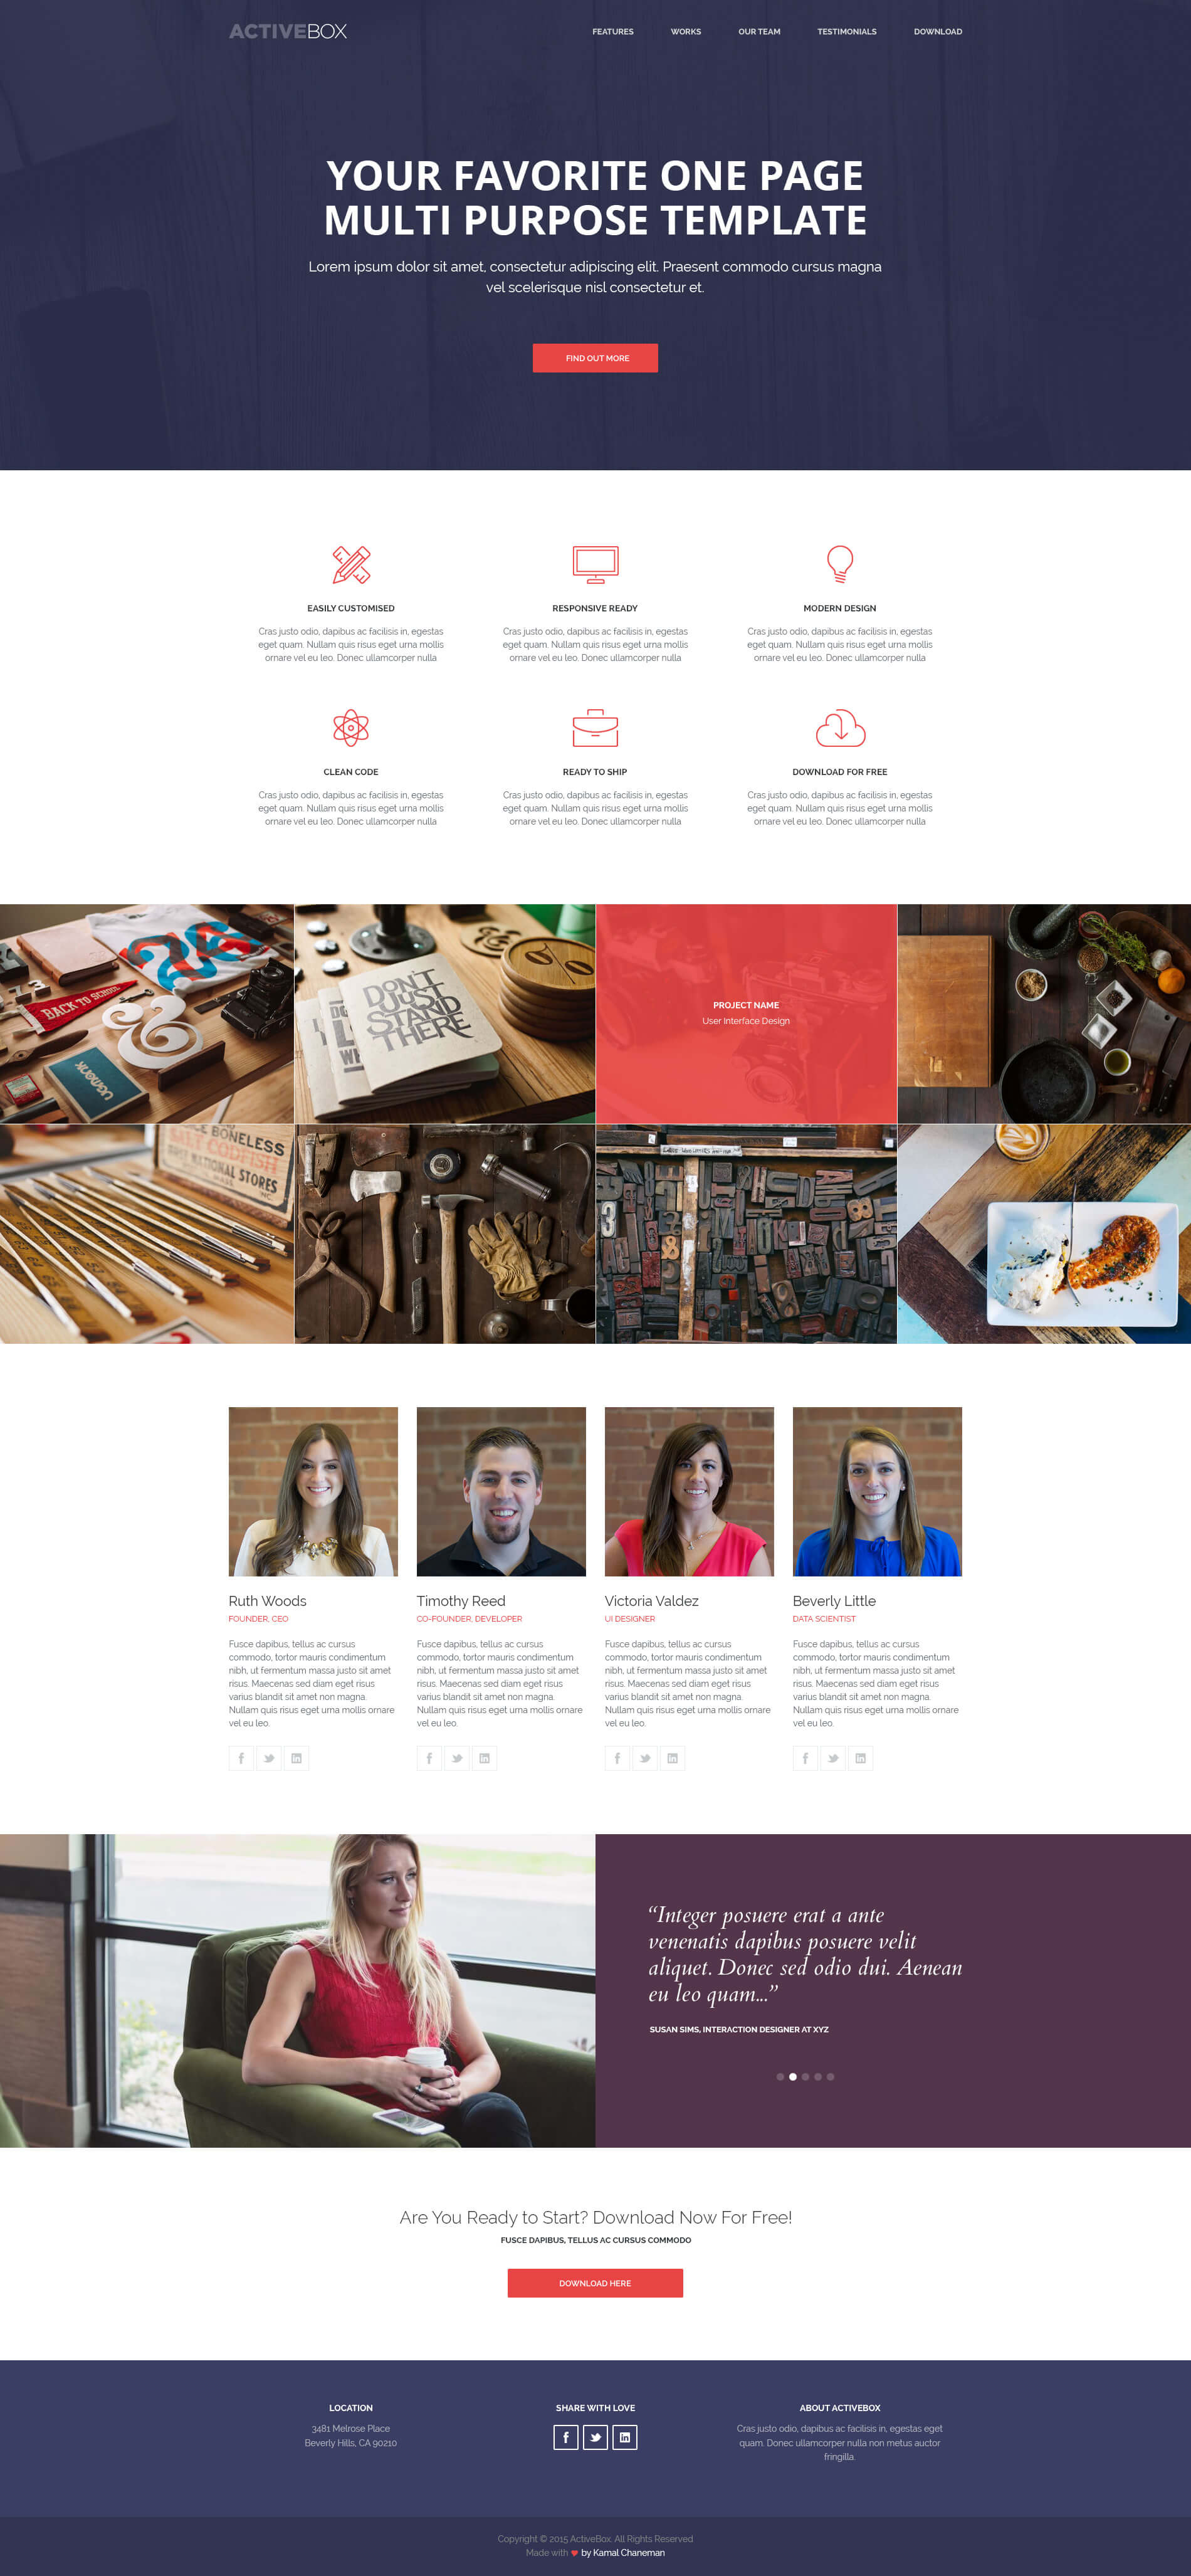 ACTIVEBOX
FEATURES WORKS OUR TEAM TESTIMONIALS DOWNLOAD
YOUR FAVORITE ONE PAGE
MULTI PURPOSE TEMPLATE
Lorem ipsum dolor sit amet, consectetur adipiscing elit. Praesent commodo cursus magna
vel scelerisque nisl consectetur et.
FIND OUT MORE
EASILY CUSTOMISED
Cras justo odio, dapibus ac facilisis in, egestas
eget quam. Nullam quis risus eget urna mollis
ornare vel eu leo. Donec ullamcorper nulla
RESPONSIVE READY
Cras justo odio, dapibus ac facilisis in, egestas
eget quam. Nullam quis risus eget urna mollis
ornare vel eu leo. Donec ullamcorper nulla
MODERN DESIGN
Cras justo odio, dapibus ac facilisis in, egestas
eget quam. Nullam quis risus eget urna mollis
ornare vel eu leo. Donec ullamcorper nulla
CLEAN CODE
Cras justo odio, dapibus ac facilisis in, egestas
eget quam. Nullam quis risus eget urna mollis
ornare vel eu leo. Donec ullamcorper nulla
READY TO SHIP
Cras justo odio, dapibus ac facilisis in, egestas
eget quam. Nullam quis risus eget urna mollis
ornare vel eu leo. Donec ullamcorper nulla
DOWNLOAD FOR FREE
Cras justo odio, dapibus ac facilisis in, egestas
eget quam. Nullam quis risus eget urna mollis
ornare vel eu leo. Donec ullamcorper nulla
BACK TO SCHOOL
&
UGMONK
DON'T
JUST
STAND
THERE
PROJECT NAME
User Interface Design
BONELESS
STORES
Ruth Woods
FOUNDER, CEO
Fusce dapibus, tellus ac cursus
commodo, tortor mauris condimentum
nibh, ut fermentum massa justo sit amet
risus. Maecenas sed diam eget risus
varius blandit sit amet non magna.
Nullam quis risus eget urna mollis ornare
vel eu leo.
Timothy Reed
CO-FOUNDER, DEVELOPER
Fusce dapibus, tellus ac cursus
commodo, tortor mauris condimentum
nibh, ut fermentum massa justo sit amet
risus. Maecenas sed diam eget risus
varius blandit sit amet non magna.
Nullam quis risus eget urna mollis ornare
vel eu leo.
Victoria Valdez
UI DESIGNER
Fusce dapibus, tellus ac cursus
commodo, tortor mauris condimentum
nibh, ut fermentum massa justo sit amet
risus. Maecenas sed diam eget risus
varius blandit sit amet non magna.
Nullam quis risus eget urna mollis ornare
vel eu leo.
Beverly Little
DATA SCIENTIST
Fusce dapibus, tellus ac cursus
commodo, tortor mauris condimentum
nibh, ut fermentum massa justo sit amet
risus. Maecenas sed diam eget risus
varius blandit sit amet non magna.
Nullam quis risus eget urna mollis ornare
vel eu leo.
“Integer posuere erat a ante
venenatis dapibus posuere velit
aliquet. Donec sed odio dui. Aenean
eu leo quam...”
SUSAN SIMS, INTERACTION DESIGNER AT XYZ
Are You Ready to Start? Download Now For Free!
FUSCE DAPIBUS, TELLUS AC CURSUS COMMODO
DOWNLOAD HERE
LOCATION
3481 Melrose Place
Beverly Hills, CA 90210
SHARE WITH LOVE
ABOUT ACTIVEBOX
Cras justo odio, dapibus ac facilisis in, egestas eget
quam. Donec ullamcorper nulla non metus auctor
fringilla.
Copyright © 2015 ActiveBox. All Rights Reserved
Made with ♥ by Kamal Chaneman